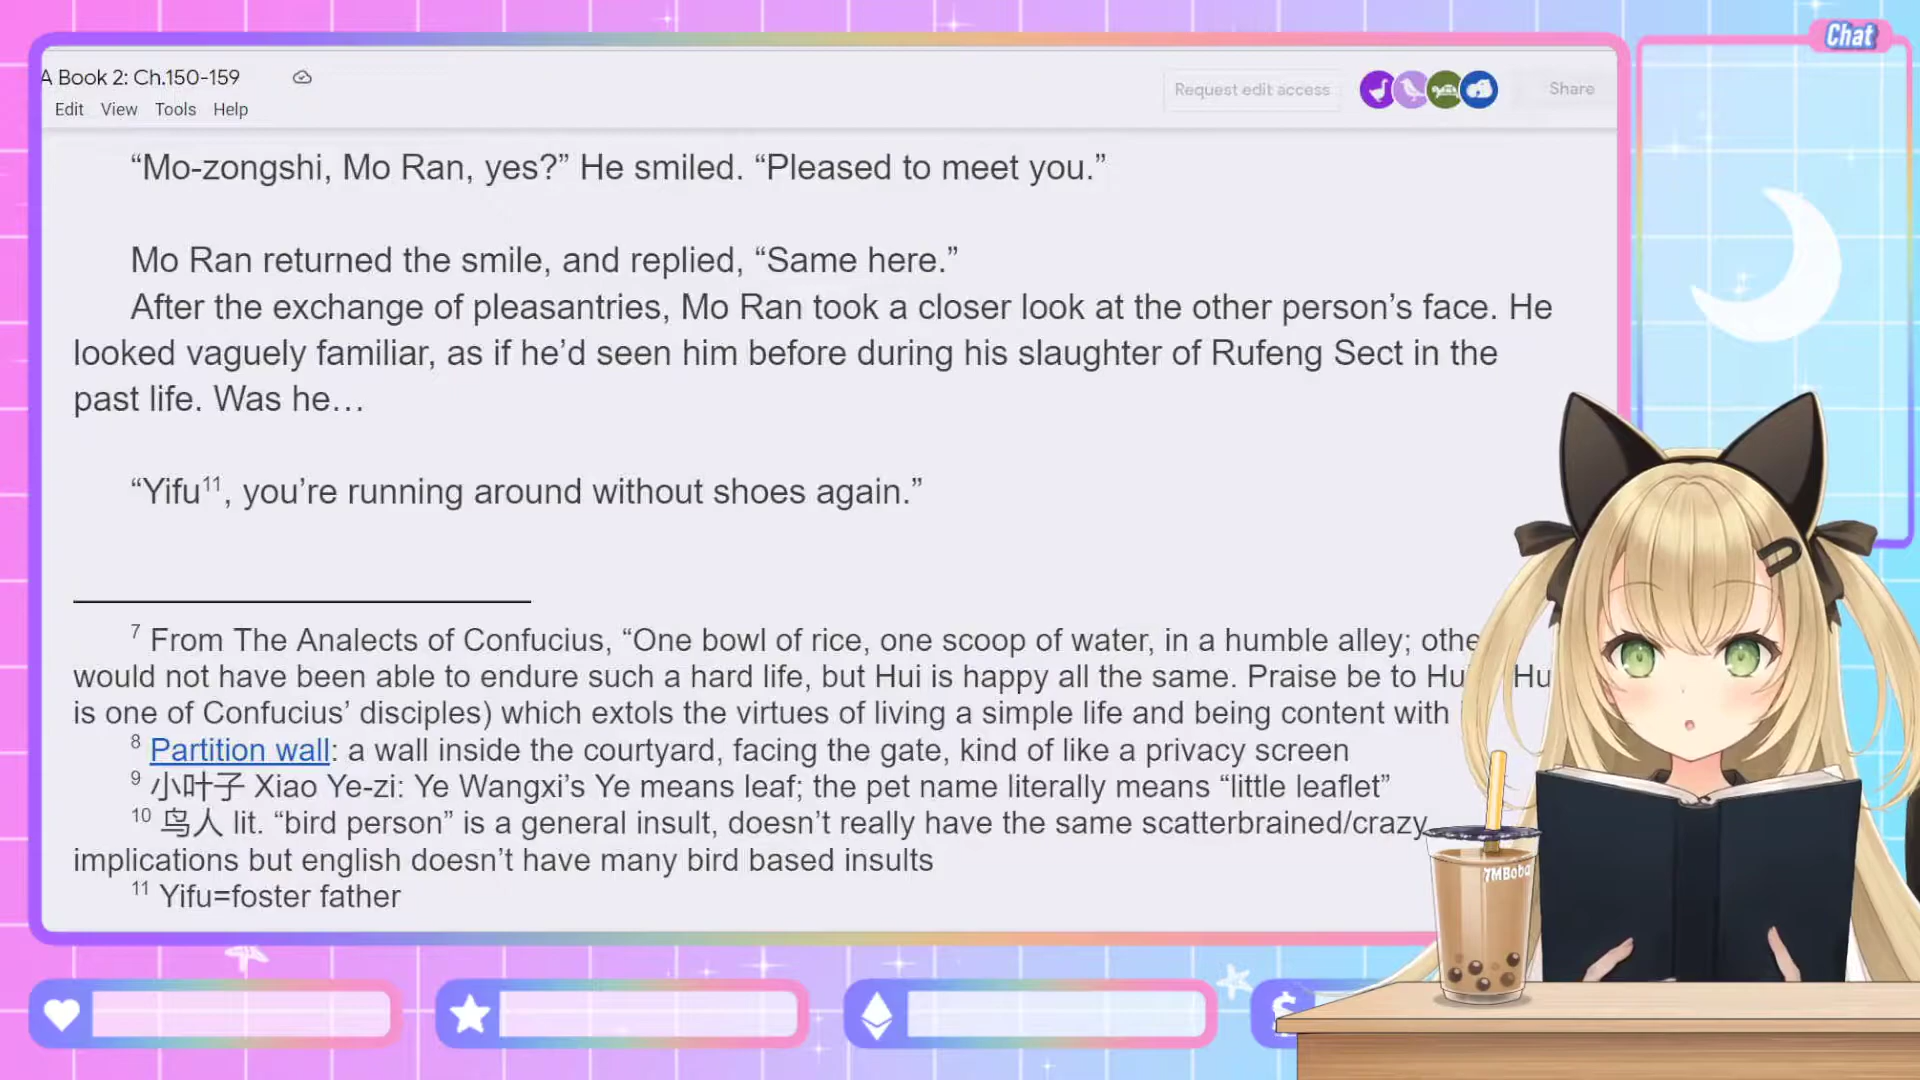 Chat
A Book 2: Ch.150-159
Request edit access
Share
Edit View Tools Help
“Mo-zongshi, Mo Ran, yes?” He smiled. “Pleased to meet you.”
Mo Ran returned the smile, and replied, “Same here.”
After the exchange of pleasantries, Mo Ran took a closer look at the other person’s face. He
looked vaguely familiar, as if he’d seen him before during his slaughter of Rufeng Sect in the
past life. Was he…
“Yifu¹¹, you’re running around without shoes again.”
⁷ From The Analects of Confucius, “One bowl of rice, one scoop of water, in a humble alley;
would not have been able to endure such a hard life, but Hui is happy all the same. Praise be to
is one of Confucius’ disciples) which extols the virtues of living a simple life and being content with
⁸ Partition wall: a wall inside the courtyard, facing the gate, kind of like a privacy screen
⁹ 小叶子 Xiao Ye-zi: Ye Wangxi’s Ye means leaf; the pet name literally means “little leaflet”
¹⁰ 鸟人 lit. “bird person” is a general insult, doesn’t really have the same scatterbrained/crazy
implications but english doesn’t have many bird based insults
¹¹ Yifu=foster father
7MBoba